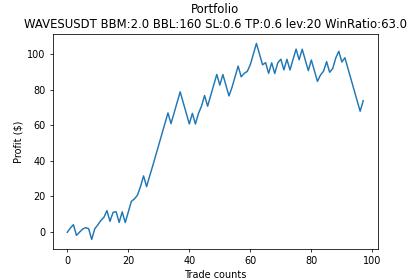 Portfolio
WAVESUSDT BBM:2.0 BBL:160 SL:0.6 TP:0.6 lev:20 WinRatio:63.0
100
80
60
40
20
0
Profit ($)
0 20 40 60 80 100
Trade counts